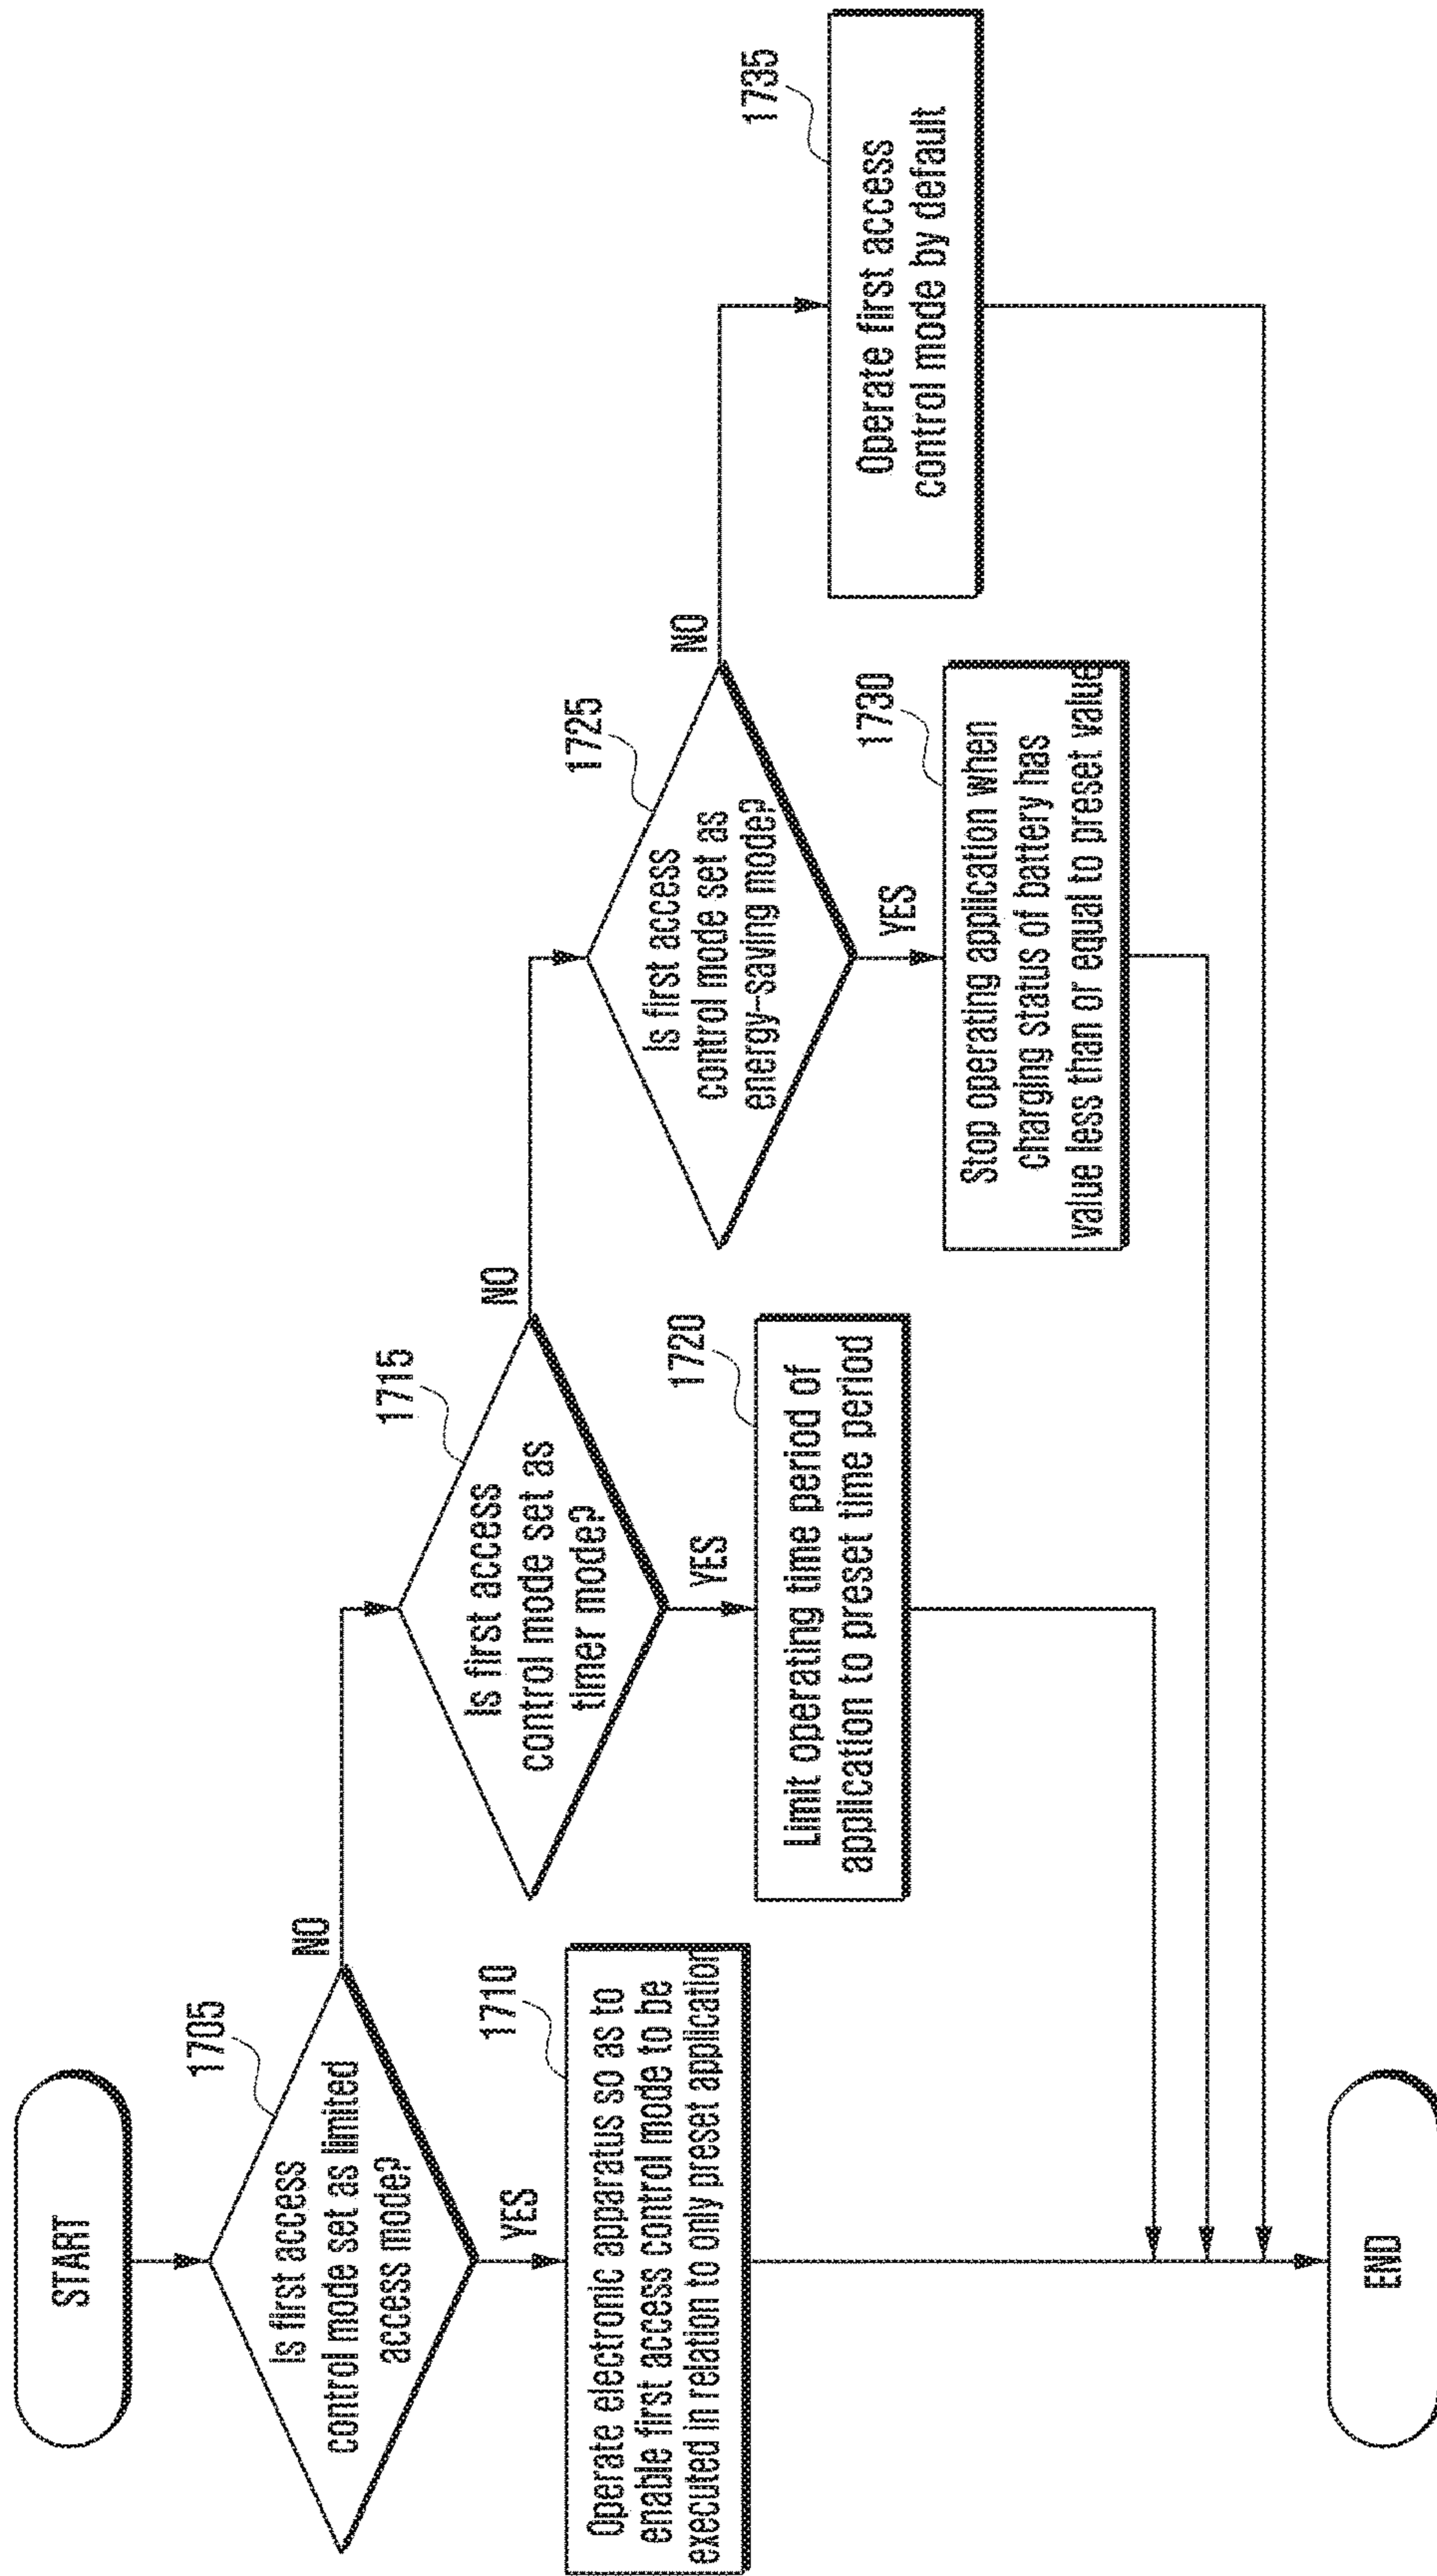 START
1705
Is first access
control mode set as limited
access mode?
NO
YES
1710
Operate electronic apparatus so as to
enable first access control mode to be
executed in relation to only preset application
1715
Is first access
control mode set as
timer mode?
NO
YES
1720
Limit operating time period of
application to preset time period
1725
Is first access
control mode set as
energy-saving mode?
NO
YES
1730
Stop operating application when
charging status of battery has
value less than or equal to preset value
1735
Operate first access
control mode by default
END